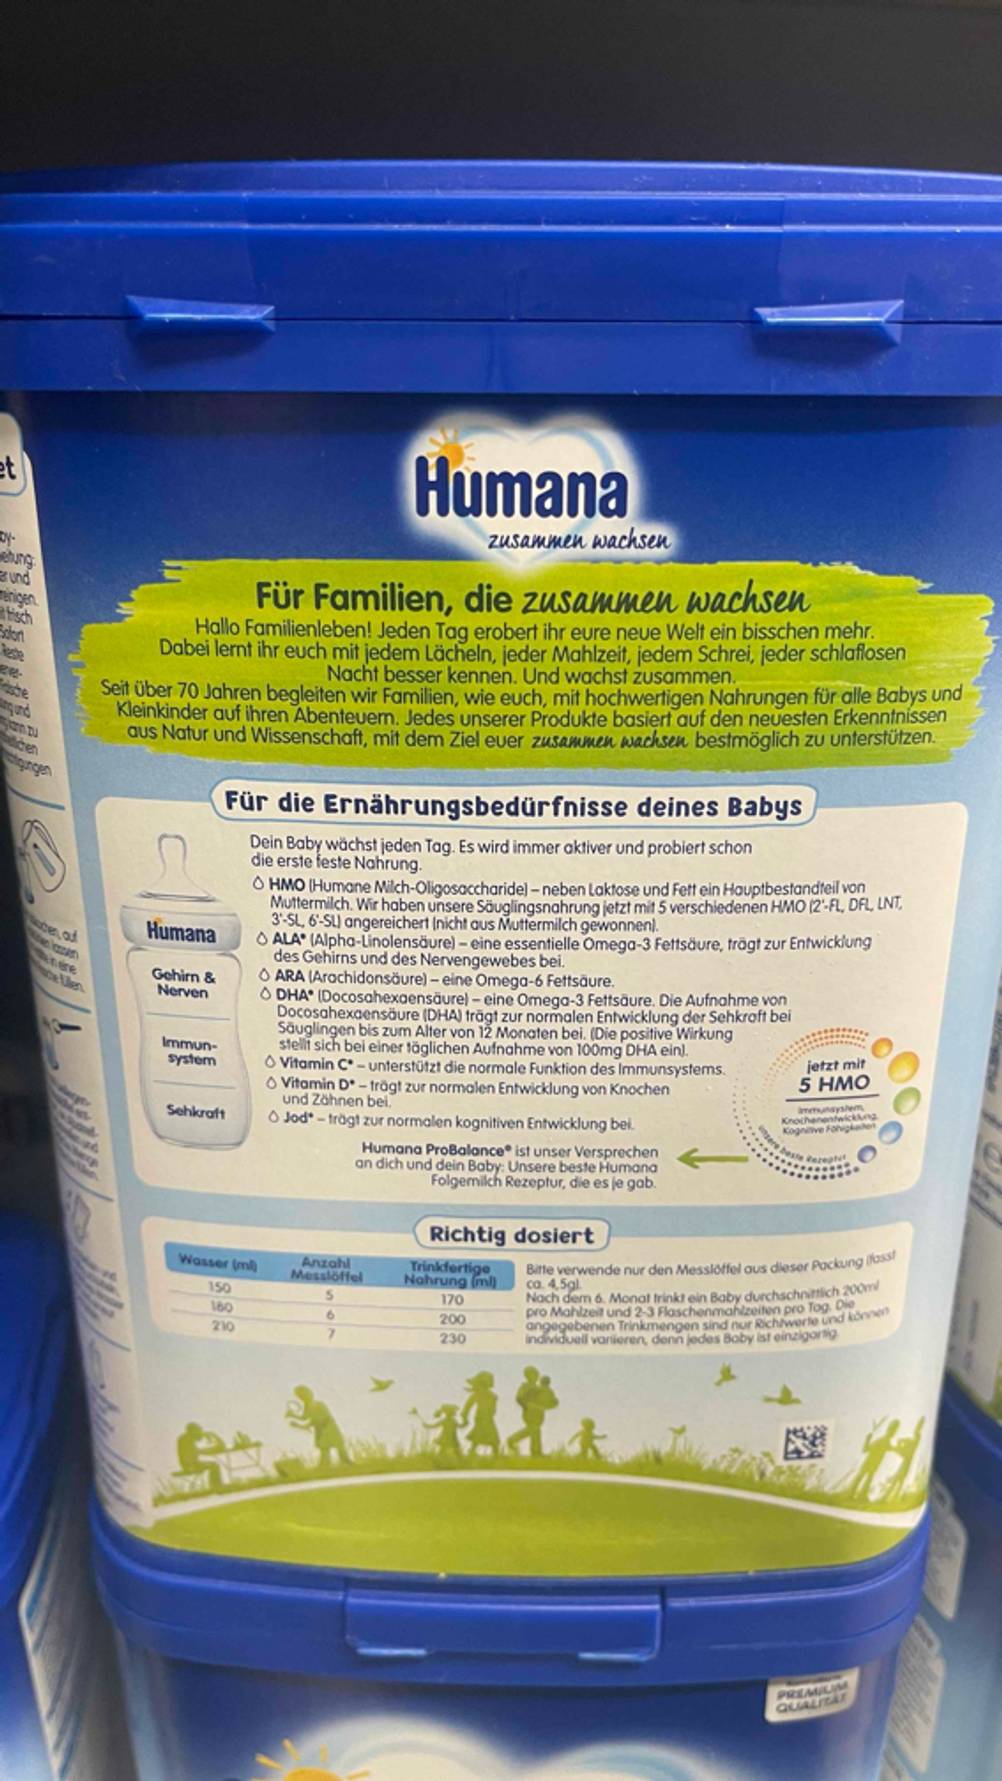 Humana
zusammen wachsen
Für Familien, die zusammen wachsen
Hallo Familienleben! Jeden Tag erobert ihr eure neue Welt ein bisschen mehr.
Dabei lernt ihr euch mit jedem Lächeln, jeder Mahlzeit, jedem Schrei, jeder schlaflosen
Nacht besser kennen. Und wachst zusammen.
Seit über 70 Jahren begleiten wir Familien, wie euch, mit hochwertigen Nahrungen für alle Babys und
Kleinkinder auf ihren Abenteuern. Jedes unserer Produkte basiert auf den neuesten Erkenntnissen
aus Natur und Wissenschaft, mit dem Ziel euer zusammen wachsen bestmöglich zu unterstützen.
Für die Ernährungsbedürfnisse deines Babys
Dein Baby wächst jeden Tag. Es wird immer aktiver und probiert schon
die erste feste Nahrung.
HMO (Humane Milch-Oligosaccharide) – neben Laktose und Fett ein Hauptbestandteil von
Muttermilch. Wir haben unsere Säuglingsnahrung jetzt mit 5 verschiedenen HMO (2'-FL, DFL, LNT,
3'-SL, 6'-SL) angereichert (nicht aus Muttermilch gewonnen).
ALA* (Alpha-Linolensäure) – eine essentielle Omega-3 Fettsäure, trägt zur Entwicklung
des Gehirns und des Nervengewebes bei.
ARA (Arachidonsäure) – eine Omega-6 Fettsäure.
DHA* (Docosahexaensäure) – eine Omega-3 Fettsäure. Die Aufnahme von
Docosahexaensäure (DHA) trägt zur normalen Entwicklung der Sehkraft bei
Säuglingen bis zum Alter von 12 Monaten bei. (Die positive Wirkung
stellt sich bei einer täglichen Aufnahme von 100mg DHA ein).
Vitamin C* – unterstützt die normale Funktion des Immunsystems.
Vitamin D* – trägt zur normalen Entwicklung von Knochen
und Zähnen bei.
Jod* – trägt zur normalen kognitiven Entwicklung bei.
Humana
Gehirn &
Nerven
Immun-
system
Sehkraft
Humana ProBalance® ist unser Versprechen
an dich und dein Baby: Unsere beste Humana
Folgemilch Rezeptur, die es je gab.
jetzt mit
5 HMO
Immunsystem,
Knochenentwicklung,
Kognitive Fähigkeiten
unsere beste Rezeptur
Richtig dosiert
Wasser (ml) Anzahl Messlöffel Trinkfertige Nahrung (ml)
150 5 170
180 6 200
210 7 230
Bitte verwende nur den Messlöffel aus dieser Packung (fasst
ca. 4,5g).
Nach dem 6. Monat trinkt ein Baby durchschnittlich 200ml
pro Mahlzeit und 2-3 Flaschenmahlzeiten pro Tag. Die
angegebenen Trinkmengen sind nur Richtwerte und können
individuell variieren, denn jedes Baby ist einzigartig.
PREMIUM
QUALITÄT